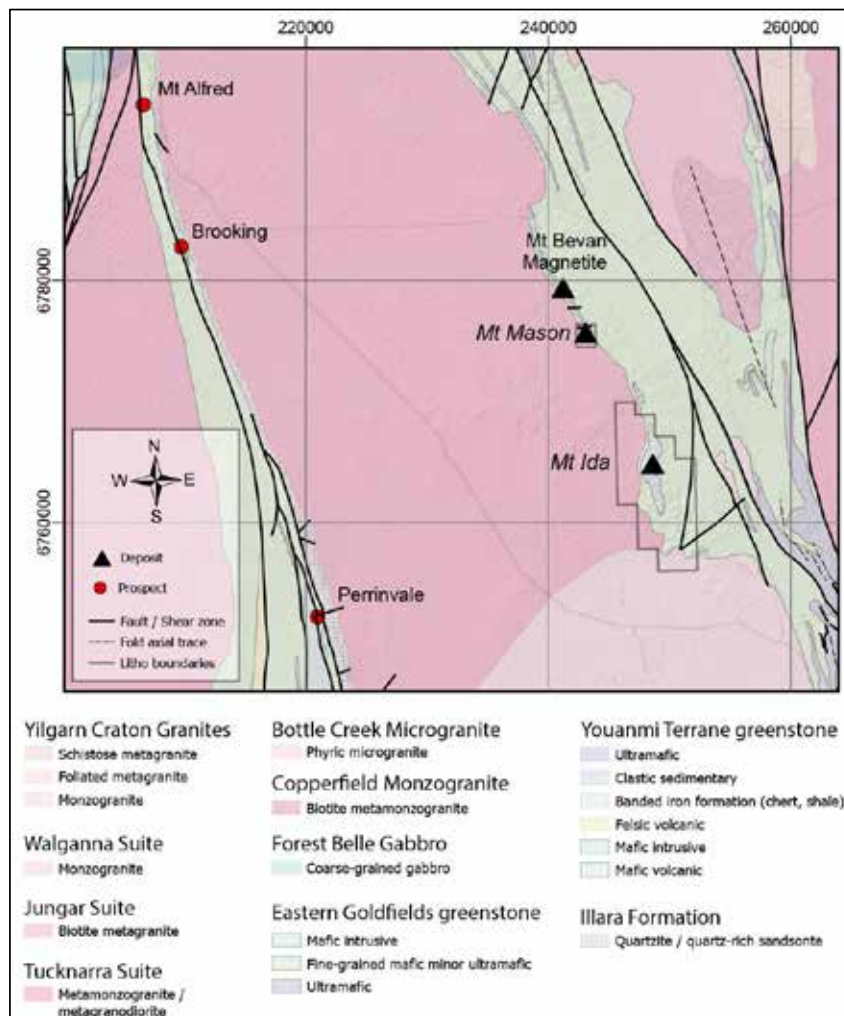 220000
240000
260000
Mt Alfred
Brooking
Mt Bevan
Magnetite
6780000
Mt Mason
N
W
E
S
Mt Ida
6760000
Deposit
Prospect
Perrinvale
Fault / Shear zone
Fold axial trace
Litho boundaries
Yilgarn Craton Granites
Schistose metagranite
Foliated metagranite
Monzogranite
Walganna Suite
Monzogranite
Jungar Suite
Biotite metagranite
Tucknarra Suite
Metamonzogranite /
metagranodiorite
Bottle Creek Microgranite
Phyric microgranite
Copperfield Monzogranite
Biotite metamonzogranite
Forest Belle Gabbro
Coarse-grained gabbro
Eastern Goldfields greenstone
Mafic intrusive
Fine-grained mafic minor ultramafic
Ultramafic
Youanmi Terrane greenstone
Ultramafic
Clastic sedimentary
Banded iron formation (chert, shale)
Felsic volcanic
Mafic intrusive
Mafic volcanic
Illara Formation
Quartzite / quartz-rich sandsonte